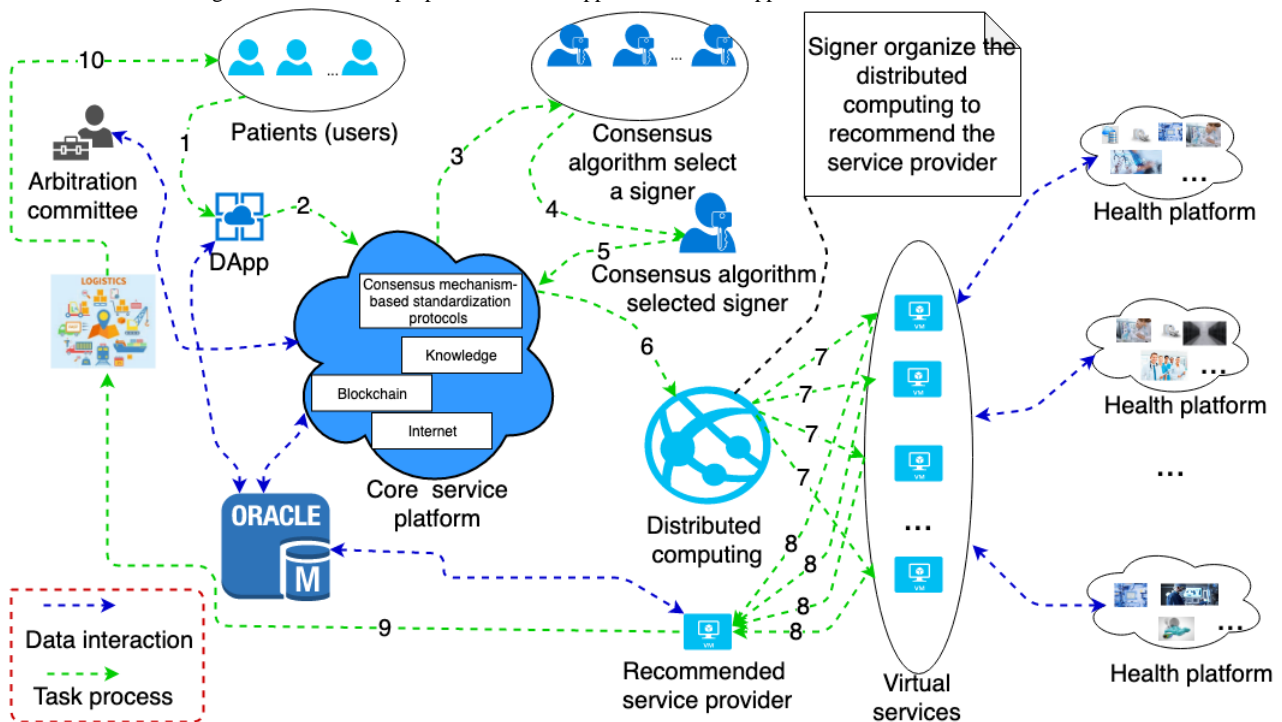 10
Patients (users)
1
Arbitration
committee
2
DApp
3
Consensus
algorithm select
a signer
4
5
Consensus algorithm
selected signer
Signer organize the
distributed
computing to
recommend the
service provider
Health platform
Health platform
...
Health platform
LOGISTICS
Consensus mechanism-
based standardization
protocols
Knowledge
Blockchain
Internet
Core service
platform
6
7
7
7
7
Distributed
computing
8
8
8
8
VM
VM
VM
...
VM
Virtual
services
ORACLE
M
9
VM
Recommended
service provider
Data interaction
Task process